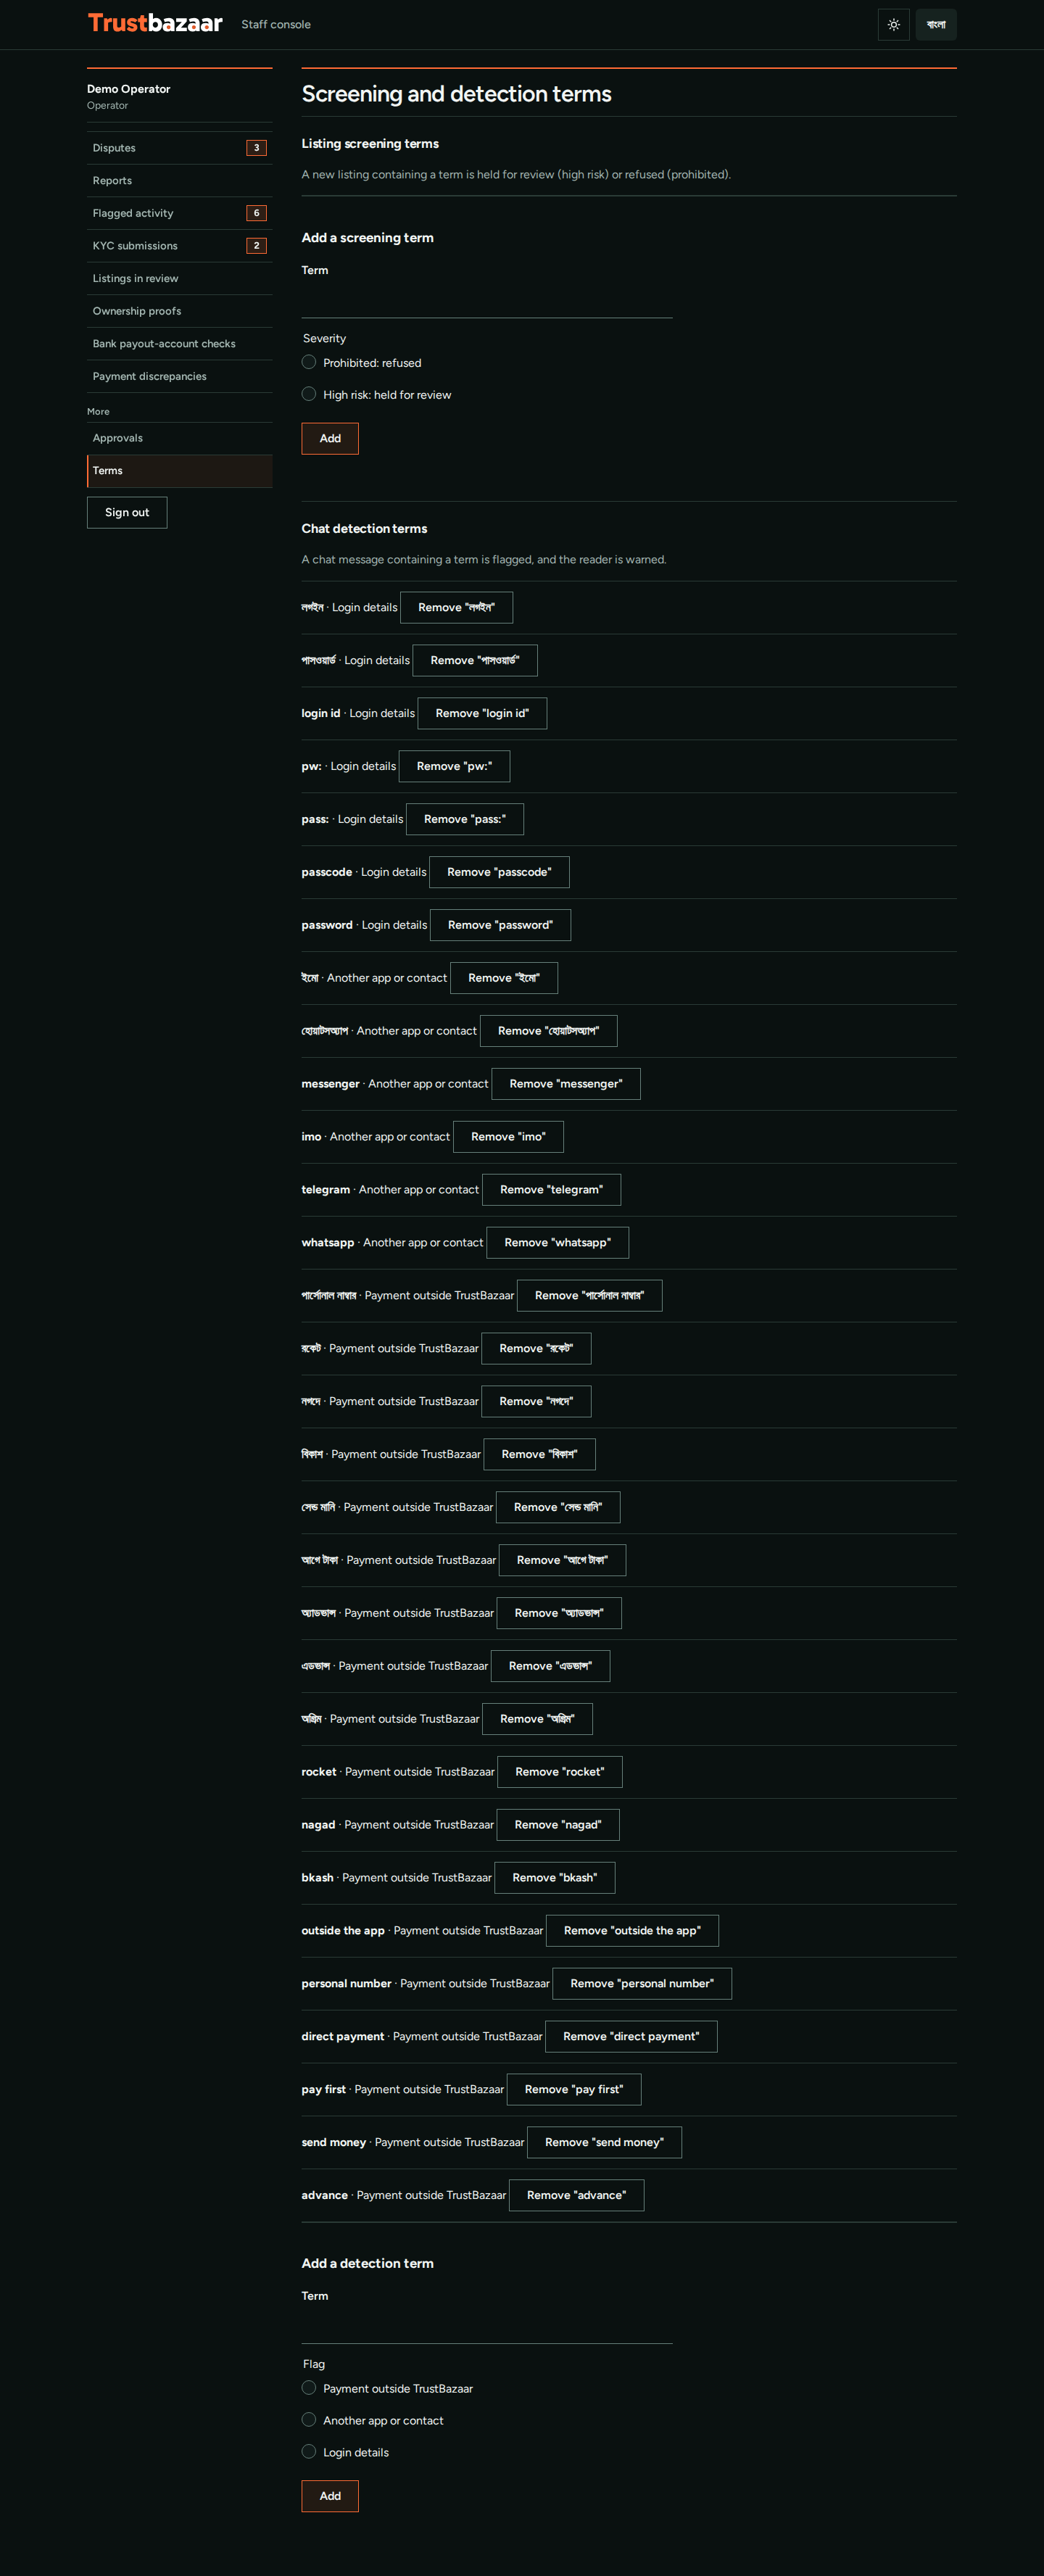 Trustbazaar Staff console
বাংলা
Demo Operator
Operator
Disputes 3
Reports
Flagged activity 6
KYC submissions 2
Listings in review
Ownership proofs
Bank payout-account checks
Payment discrepancies
More
Approvals
Terms
Sign out
Screening and detection terms
Listing screening terms
A new listing containing a term is held for review (high risk) or refused (prohibited).
Add a screening term
Term
Severity
Prohibited: refused
High risk: held for review
Add
Chat detection terms
A chat message containing a term is flagged, and the reader is warned.
লগইন · Login details Remove "লগইন"
পাসওয়ার্ড · Login details Remove "পাসওয়ার্ড"
login id · Login details Remove "login id"
pw: · Login details Remove "pw:"
pass: · Login details Remove "pass:"
passcode · Login details Remove "passcode"
password · Login details Remove "password"
ইমো · Another app or contact Remove "ইমো"
হোয়াটসঅ্যাপ · Another app or contact Remove "হোয়াটসঅ্যাপ"
messenger · Another app or contact Remove "messenger"
imo · Another app or contact Remove "imo"
telegram · Another app or contact Remove "telegram"
whatsapp · Another app or contact Remove "whatsapp"
পার্সোনাল নাম্বার · Payment outside TrustBazaar Remove "পার্সোনাল নাম্বার"
রকেট · Payment outside TrustBazaar Remove "রকেট"
নগদে · Payment outside TrustBazaar Remove "নগদে"
বিকাশ · Payment outside TrustBazaar Remove "বিকাশ"
সেন্ড মানি · Payment outside TrustBazaar Remove "সেন্ড মানি"
আগে টাকা · Payment outside TrustBazaar Remove "আগে টাকা"
অ্যাডভান্স · Payment outside TrustBazaar Remove "অ্যাডভান্স"
এডভান্স · Payment outside TrustBazaar Remove "এডভান্স"
অগ্রিম · Payment outside TrustBazaar Remove "অগ্রিম"
rocket · Payment outside TrustBazaar Remove "rocket"
nagad · Payment outside TrustBazaar Remove "nagad"
bkash · Payment outside TrustBazaar Remove "bkash"
outside the app · Payment outside TrustBazaar Remove "outside the app"
personal number · Payment outside TrustBazaar Remove "personal number"
direct payment · Payment outside TrustBazaar Remove "direct payment"
pay first · Payment outside TrustBazaar Remove "pay first"
send money · Payment outside TrustBazaar Remove "send money"
advance · Payment outside TrustBazaar Remove "advance"
Add a detection term
Term
Flag
Payment outside TrustBazaar
Another app or contact
Login details
Add